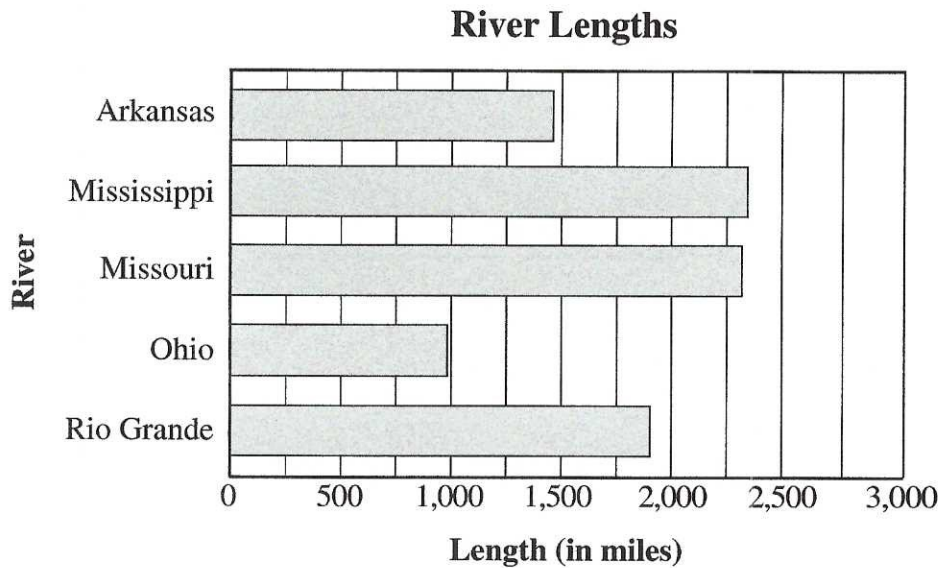 River Lengths
Arkansas
Mississippi
Missouri
Ohio
Rio Grande
River
0 500 1,000 1,500 2,000 2,500 3,000
Length (in miles)